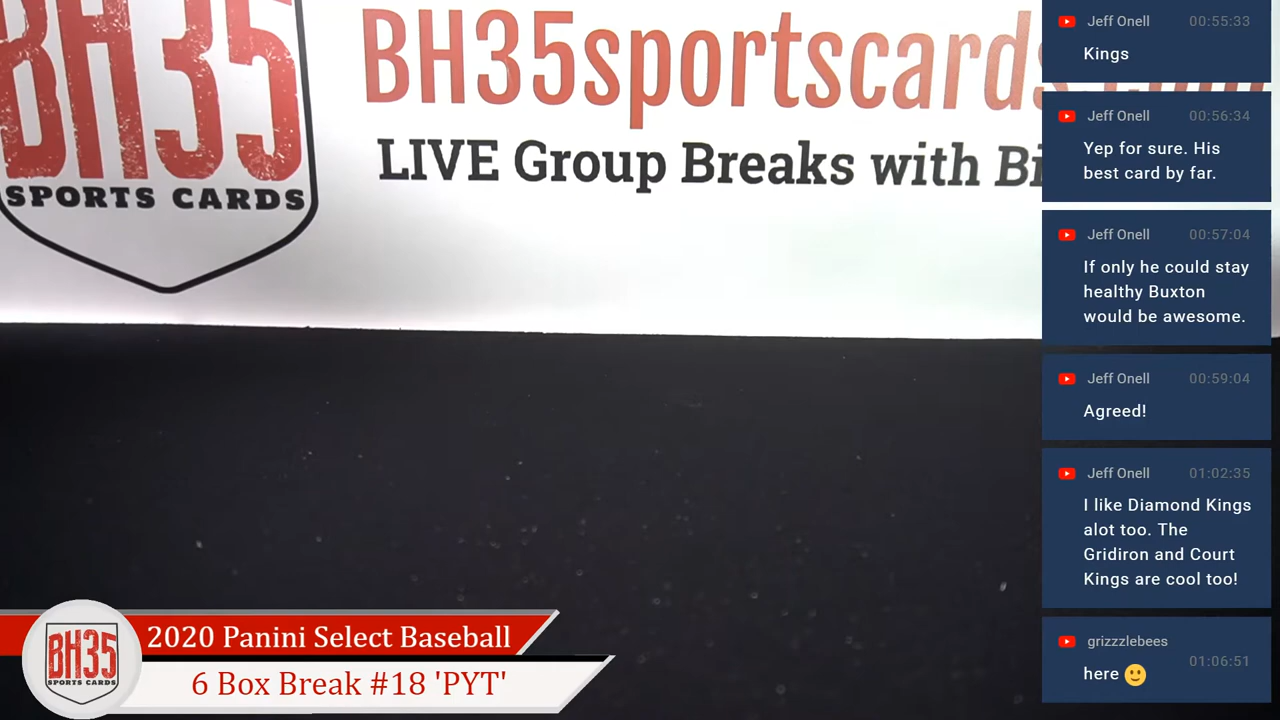 BH35
SPORTS CARDS
BH35sportscards.com
LIVE Group Breaks with
Jeff Onell 00:55:33
Kings
Jeff Onell 00:56:34
Yep for sure. His
best card by far.
Jeff Onell 00:57:04
If only he could stay
healthy Buxton
would be awesome.
Jeff Onell 00:59:04
Agreed!
Jeff Onell 01:02:35
I like Diamond Kings
alot too. The
Gridiron and Court
Kings are cool too!
grizzzlebees
here 🙂 01:06:51
BH35
SPORTS CARDS
2020 Panini Select Baseball
6 Box Break #18 'PYT'